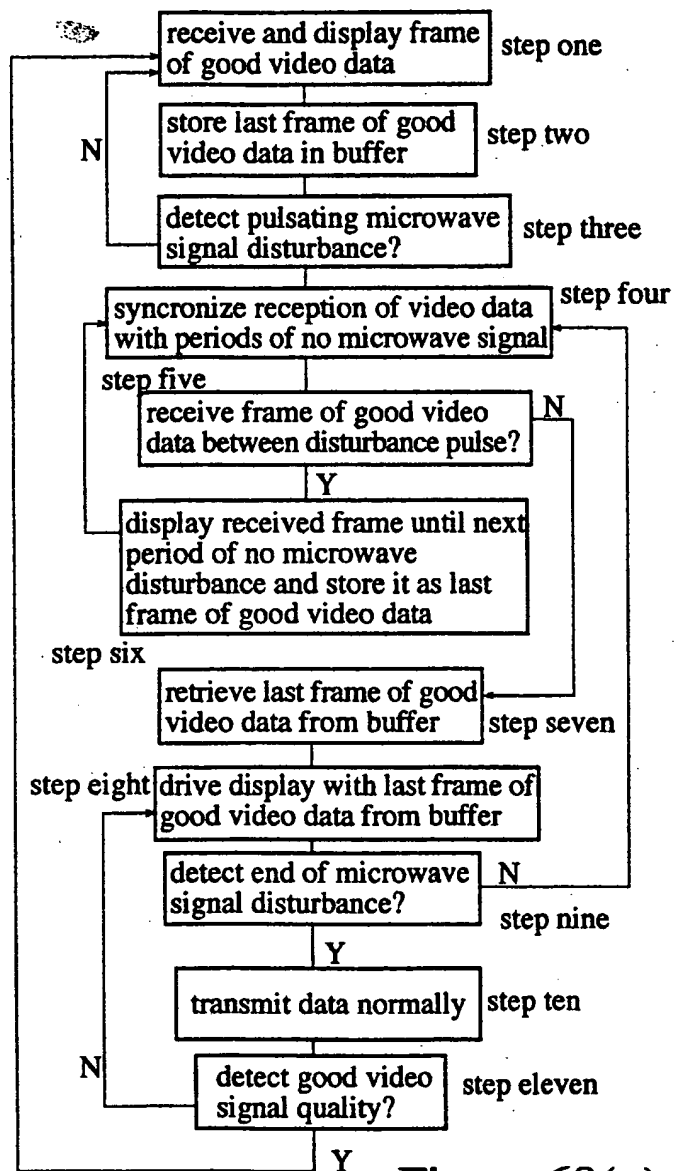 receive and display frame
of good video data
step one
store last frame of good
video data in buffer
step two
N
detect pulsating microwave
signal disturbance?
step three
step four
syncronize reception of video data
with periods of no microwave signal
step five
receive frame of good video
data between disturbance pulse?
N
Y
display received frame until next
period of no microwave
disturbance and store it as last
frame of good video data
step six
retrieve last frame of good
video data from buffer
step seven
step eight
drive display with last frame of
good video data from buffer
detect end of microwave
signal disturbance?
N
step nine
Y
transmit data normally
step ten
N
detect good video
signal quality?
step eleven
Y